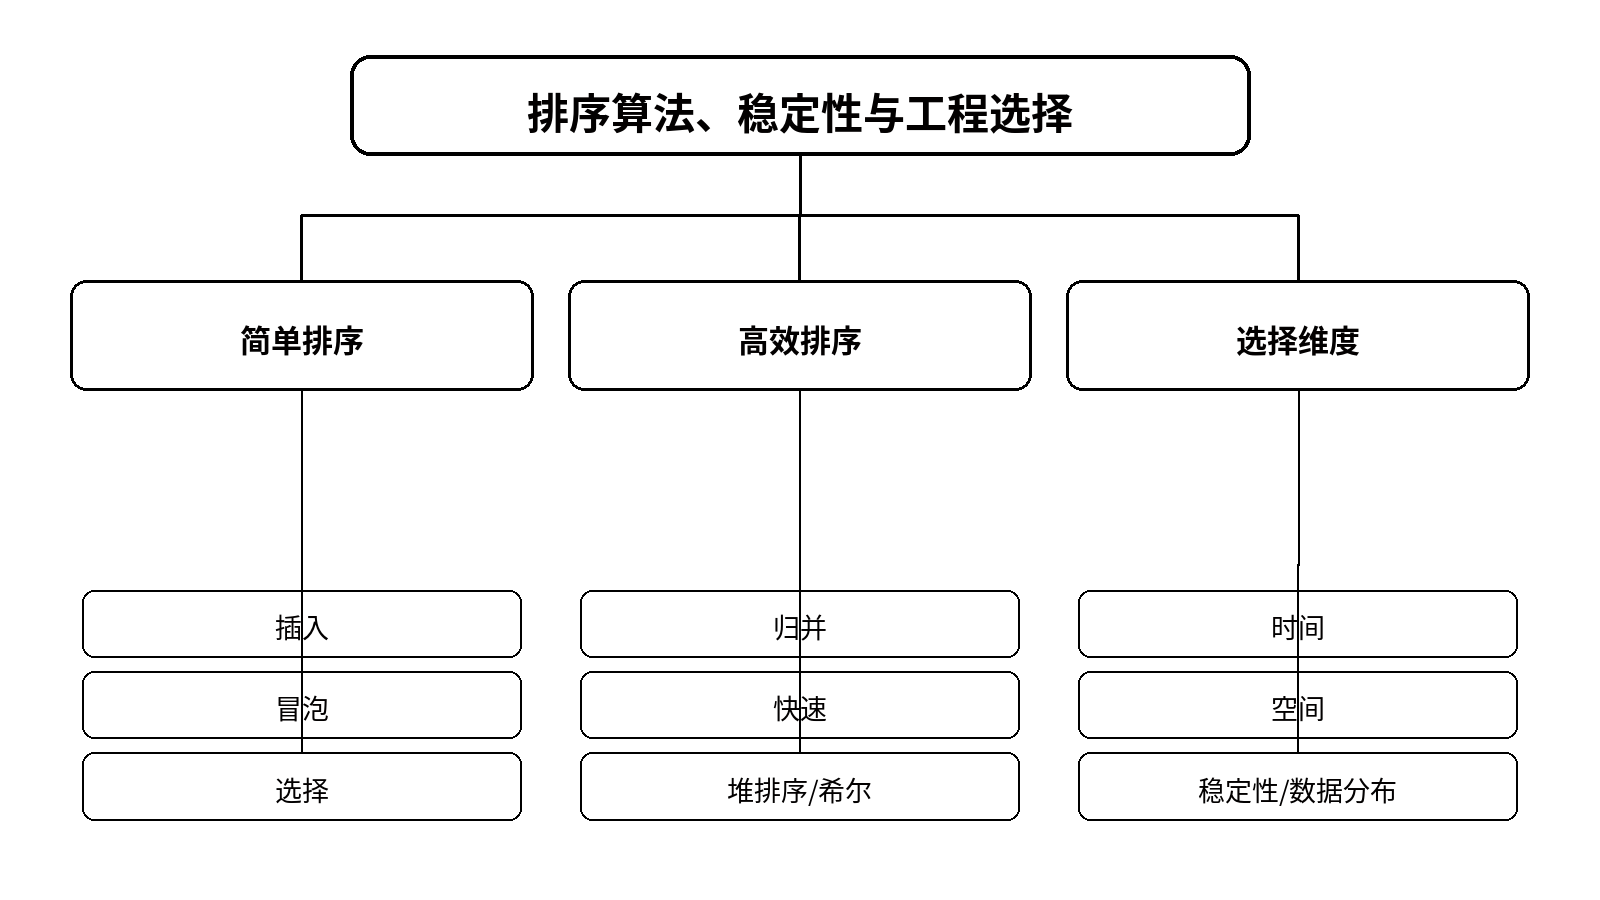 排序算法、稳定性与工程选择
简单排序
高效排序
选择维度
插入
归并
时间
冒泡
快速
空间
选择
堆排序/希尔
稳定性/数据分布